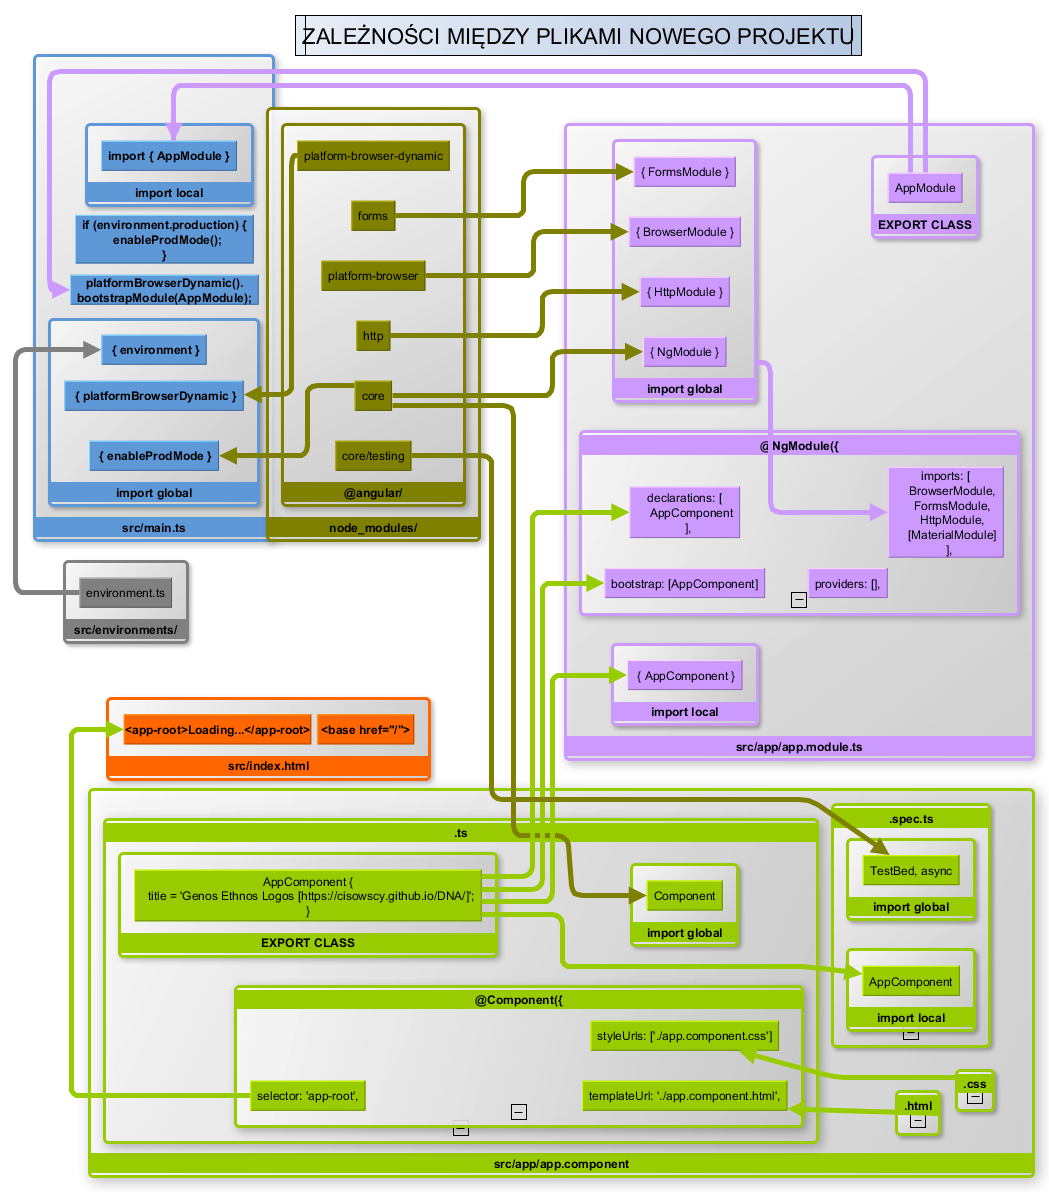 ZALEŻNOŚCI MIĘDZY PLIKAMI NOWEGO PROJEKTU
import { AppModule }
import local
if (environment.production) {
enableProdMode();
}
platformBrowserDynamic().
bootstrapModule(AppModule);
{ environment }
{ platformBrowserDynamic }
{ enableProdMode }
import global
src/main.ts
platform-browser-dynamic
forms
platform-browser
http
core
core/testing
@angular/
node_modules/
{ FormsModule }
{ BrowserModule }
{ HttpModule }
{ NgModule }
import global
AppModule
EXPORT CLASS
@NgModule({
declarations: [
AppComponent
],
imports: [
BrowserModule,
FormsModule,
HttpModule,
[MaterialModule]
],
bootstrap: [AppComponent]
providers: [],
{ AppComponent }
import local
src/app/app.module.ts
environment.ts
src/environments/
<app-root>Loading...</app-root>
<base href="/">
src/index.html
.ts
AppComponent {
title = 'Genos Ethnos Logos [https://cisowscy.github.io/DNA/]';
}
EXPORT CLASS
Component
import global
.spec.ts
TestBed, async
import global
AppComponent
import local
@Component({
styleUrls: ['./app.component.css']
selector: 'app-root',
templateUrl: './app.component.html',
.css
.html
src/app/app.component